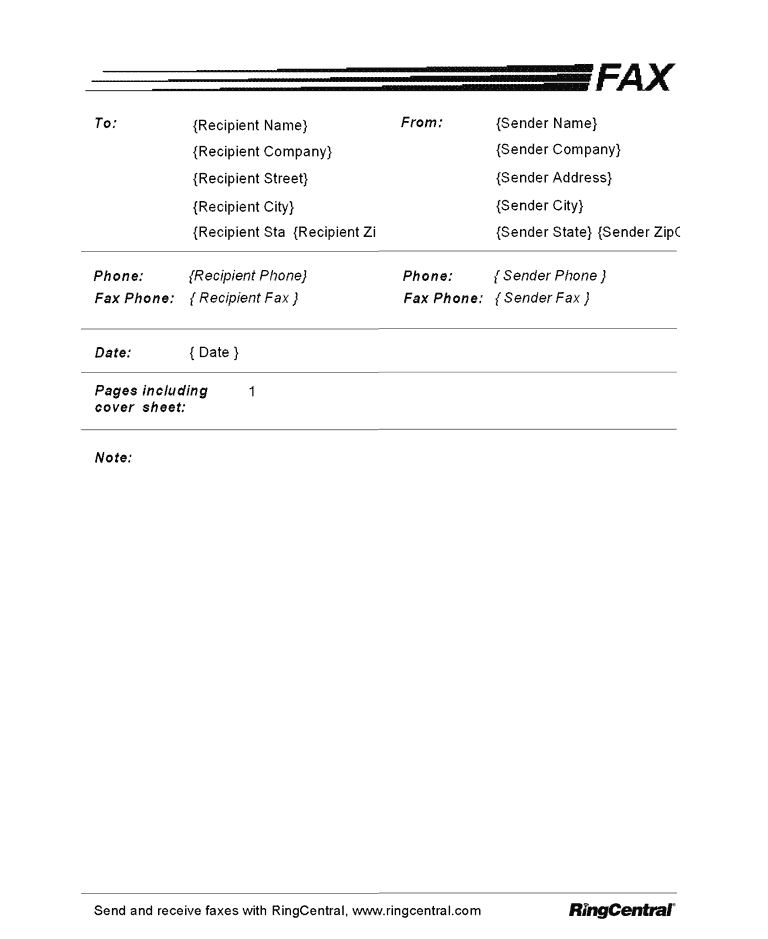 FAX
To: {Recipient Name} From: {Sender Name}
{Recipient Company} {Sender Company}
{Recipient Street} {Sender Address}
{Recipient City} {Sender City}
{Recipient Sta {Recipient Zi {Sender State} {Sender ZipC
Phone: {Recipient Phone} Phone: { Sender Phone }
Fax Phone: { Recipient Fax } Fax Phone: { Sender Fax }
Date: { Date }
Pages including 1
cover sheet:
Note:
Send and receive faxes with RingCentral, www.ringcentral.com RingCentral